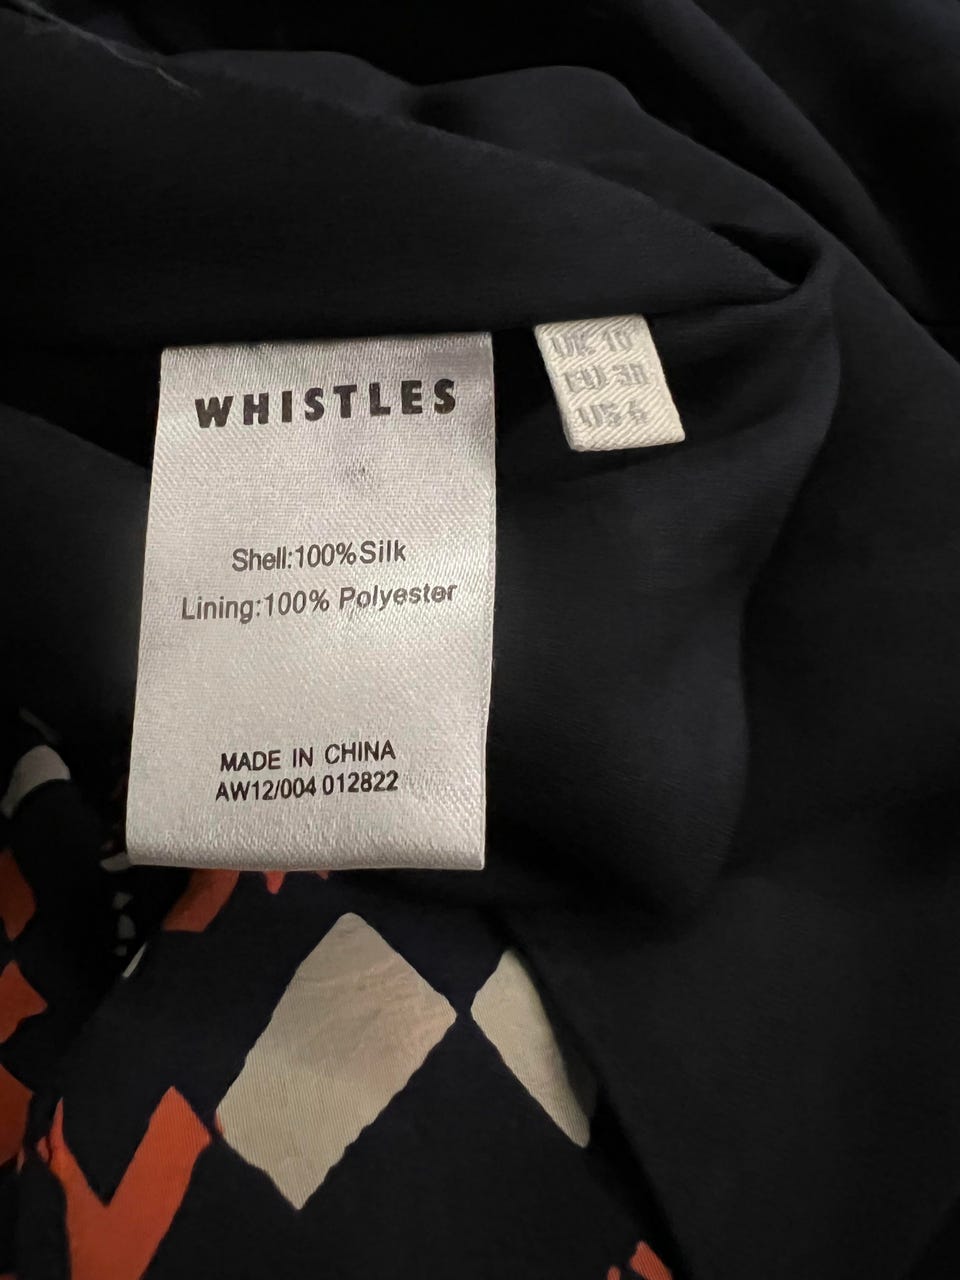 WHISTLES
Shell:100%Silk
Lining:100% Polyester
MADE IN CHINA
AW12/004 012822
UK 10
EU 38
US 6